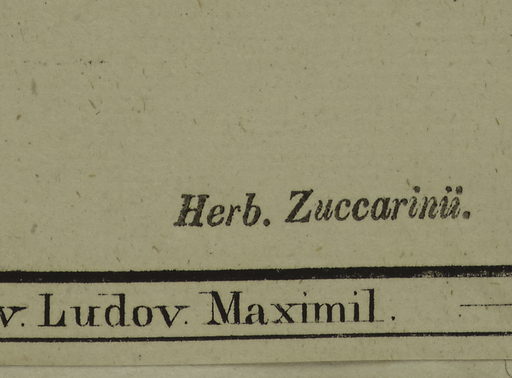 Herb. Zuccarinii.
v. Ludov. Maximil.